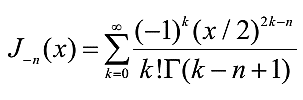 J_{-n}(x) = \sum_{k=0}^{\infty} \frac{(-1)^k (x/2)^{2k-n}}{k!\Gamma(k-n+1)}